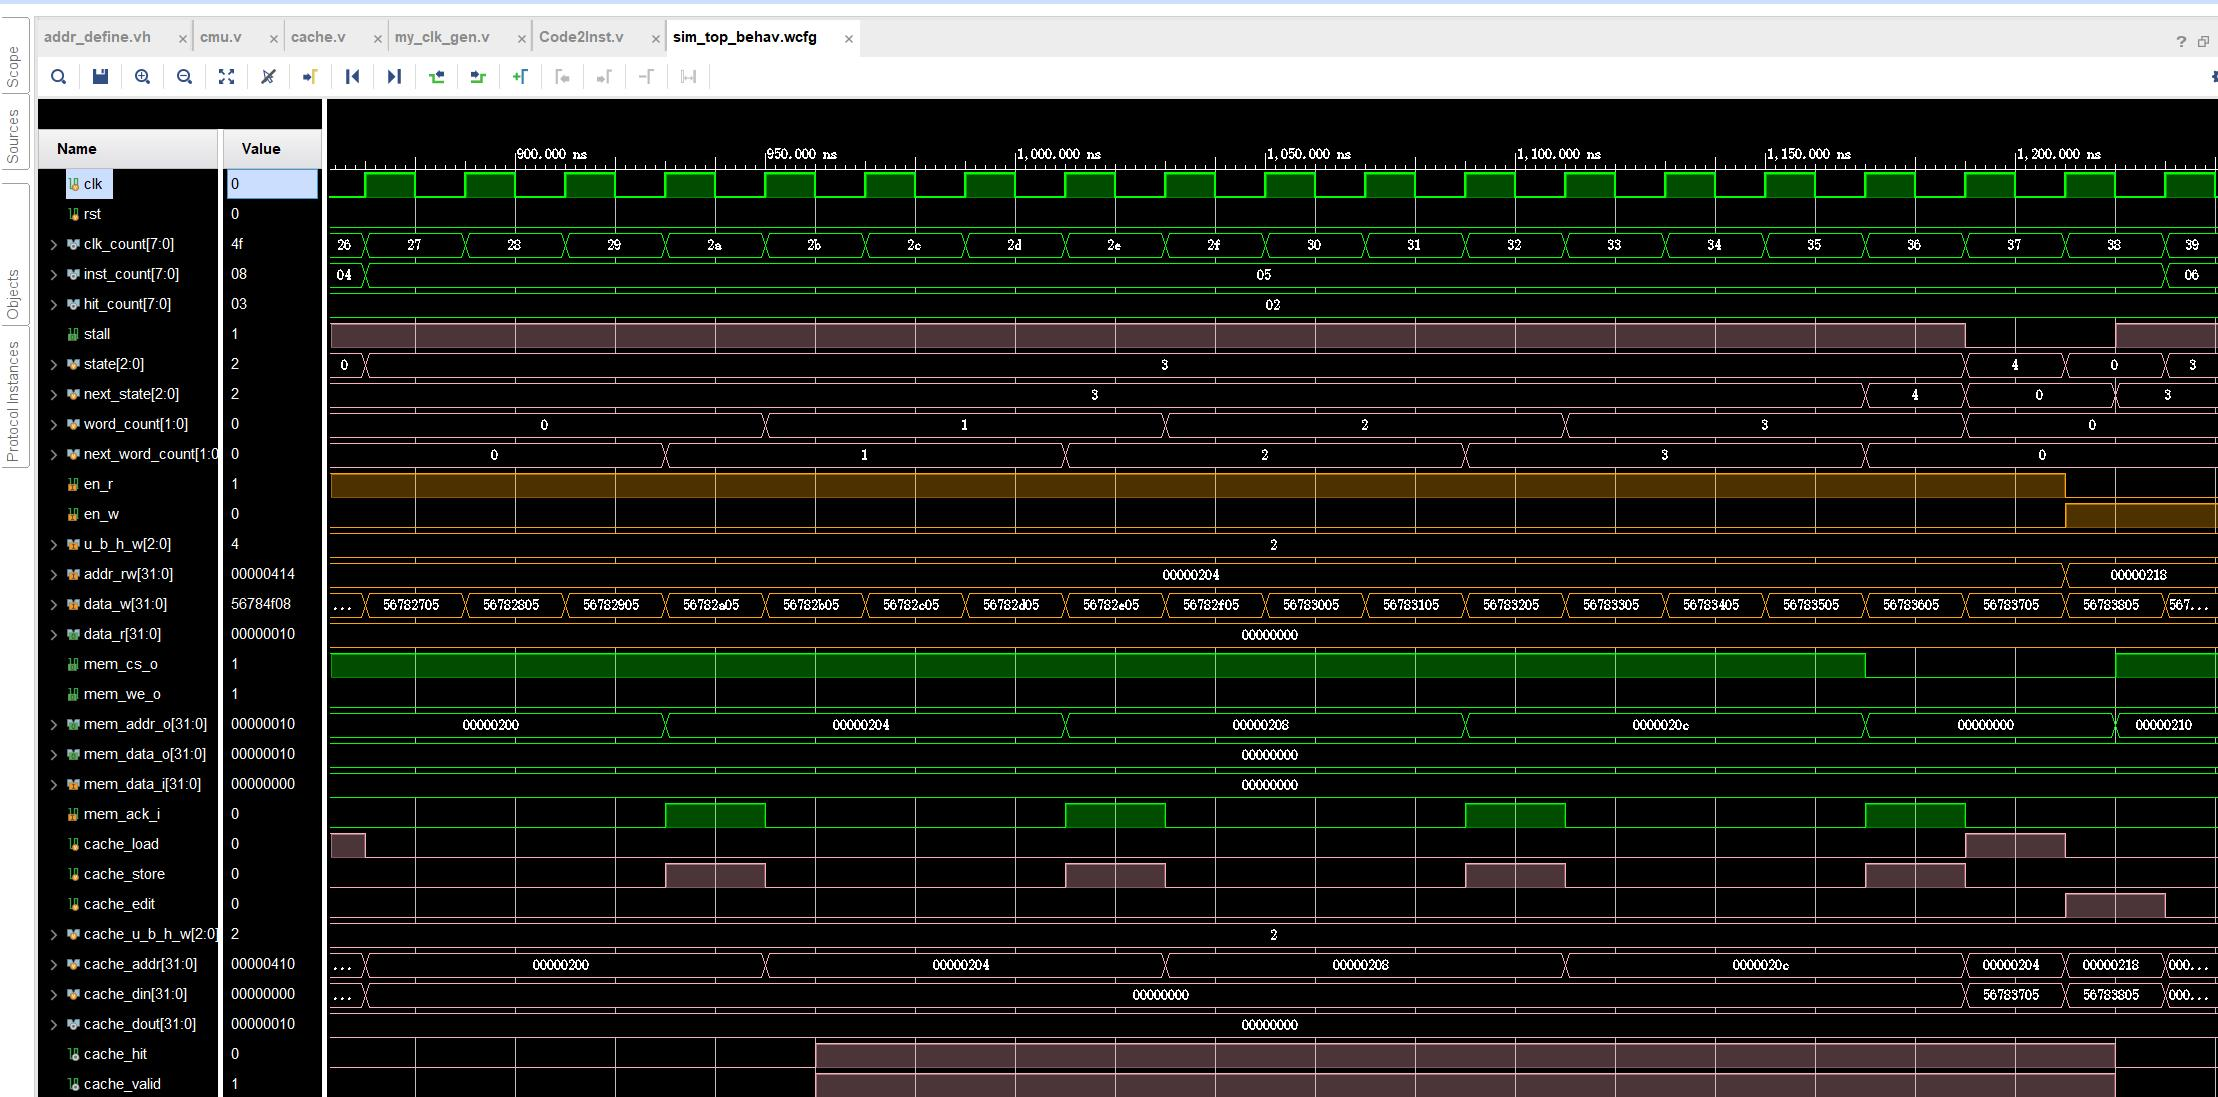 addr_define.vh × cmu.v × cache.v × my_clk_gen.v × Code2Inst.v × sim_top_behav.wcfg ×
?
Scope
Sources
Objects
Protocol Instances
Name Value
900.000 ns 950.000 ns 1,000.000 ns 1,050.000 ns 1,100.000 ns 1,150.000 ns 1,200.000 ns
clk 0
rst 0
clk_count[7:0] 4f 26 27 28 29 2a 2b 2c 2d 2e 2f 30 31 32 33 34 35 36 37 38 39
inst_count[7:0] 08 04 05 06
hit_count[7:0] 03 02
stall 1
state[2:0] 2 0 3 4 0 3
next_state[2:0] 2 3 4 0 3
word_count[1:0] 0 0 1 2 3 0
next_word_count[1:0 0 0 1 2 3 0
en_r 1
en_w 0
u_b_h_w[2:0] 4 2
addr_rw[31:0] 00000414 00000204 00000218
data_w[31:0] 56784f08 ... 56782705 56782805 56782905 56782a05 56782b05 56782c05 56782d05 56782e05 56782f05 56783005 56783105 56783205 56783305 56783405 56783505 56783605 56783705 56783805 567...
data_r[31:0] 00000010 00000000
mem_cs_o 1
mem_we_o 1
mem_addr_o[31:0] 00000010 00000200 00000204 00000208 0000020c 00000000 00000210
mem_data_o[31:0] 00000010 00000000
mem_data_i[31:0] 00000000 00000000
mem_ack_i 0
cache_load 0
cache_store 0
cache_edit 0
cache_u_b_h_w[2:0] 2 2
cache_addr[31:0] 00000410 ... 00000200 00000204 00000208 0000020c 00000204 00000218 000...
cache_din[31:0] 00000000 ... 00000000 56783705 56783805 000...
cache_dout[31:0] 00000010 00000000
cache_hit 0
cache_valid 1